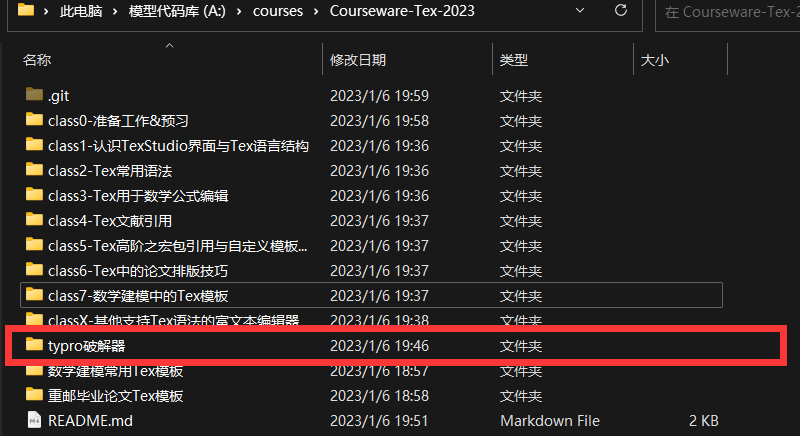 此电脑 > 模型代码库 (A:) > courses > Courseware-Tex-2023 在 Courseware-Tex-2
名称 修改日期 类型 大小
.git 2023/1/6 19:59 文件夹
class0-准备工作&预习 2023/1/6 19:58 文件夹
class1-认识TexStudio界面与Tex语言结构 2023/1/6 19:36 文件夹
class2-Tex常用语法 2023/1/6 19:36 文件夹
class3-Tex用于数学公式编辑 2023/1/6 19:36 文件夹
class4-Tex文献引用 2023/1/6 19:37 文件夹
class5-Tex高阶之宏包引用与自定义模板... 2023/1/6 19:37 文件夹
class6-Tex中的论文排版技巧 2023/1/6 19:37 文件夹
class7-数学建模中的Tex模板 2023/1/6 19:37 文件夹
classX-其他支持Tex语法的富文本编辑器 2023/1/6 19:38 文件夹
typro破解器 2023/1/6 19:46 文件夹
数学建模常用Tex模板 2023/1/6 18:57 文件夹
重邮毕业论文Tex模板 2023/1/6 18:58 文件夹
README.md 2023/1/6 19:51 Markdown File 2 KB